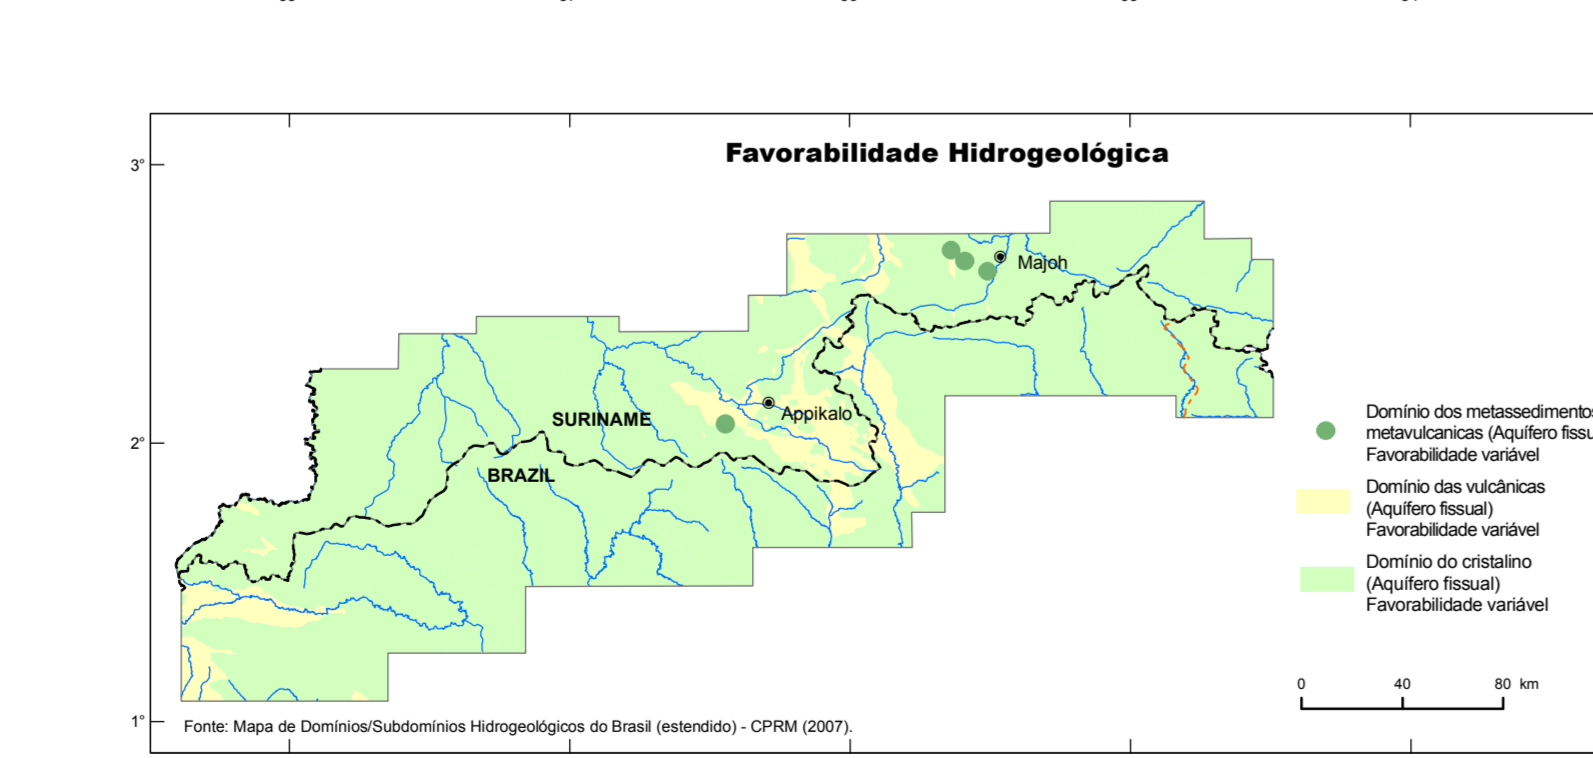 Favorabilidade Hidrogeológica
3°
Majoh
Appikalo
SURINAME
2°
BRAZIL
Domínio dos metassedimentos
metavulcanicas (Aquífero
Favorabilidade variável
Domínio das vulcânicas
(Aquífero fissual)
Favorabilidade variável
Domínio do cristalino
(Aquífero fissual)
Favorabilidade variável
0 40 80 km
1°
Fonte: Mapa de Domínios/Subdomínios Hidrogeológicos do Brasil (estendido) - CPRM (2007).